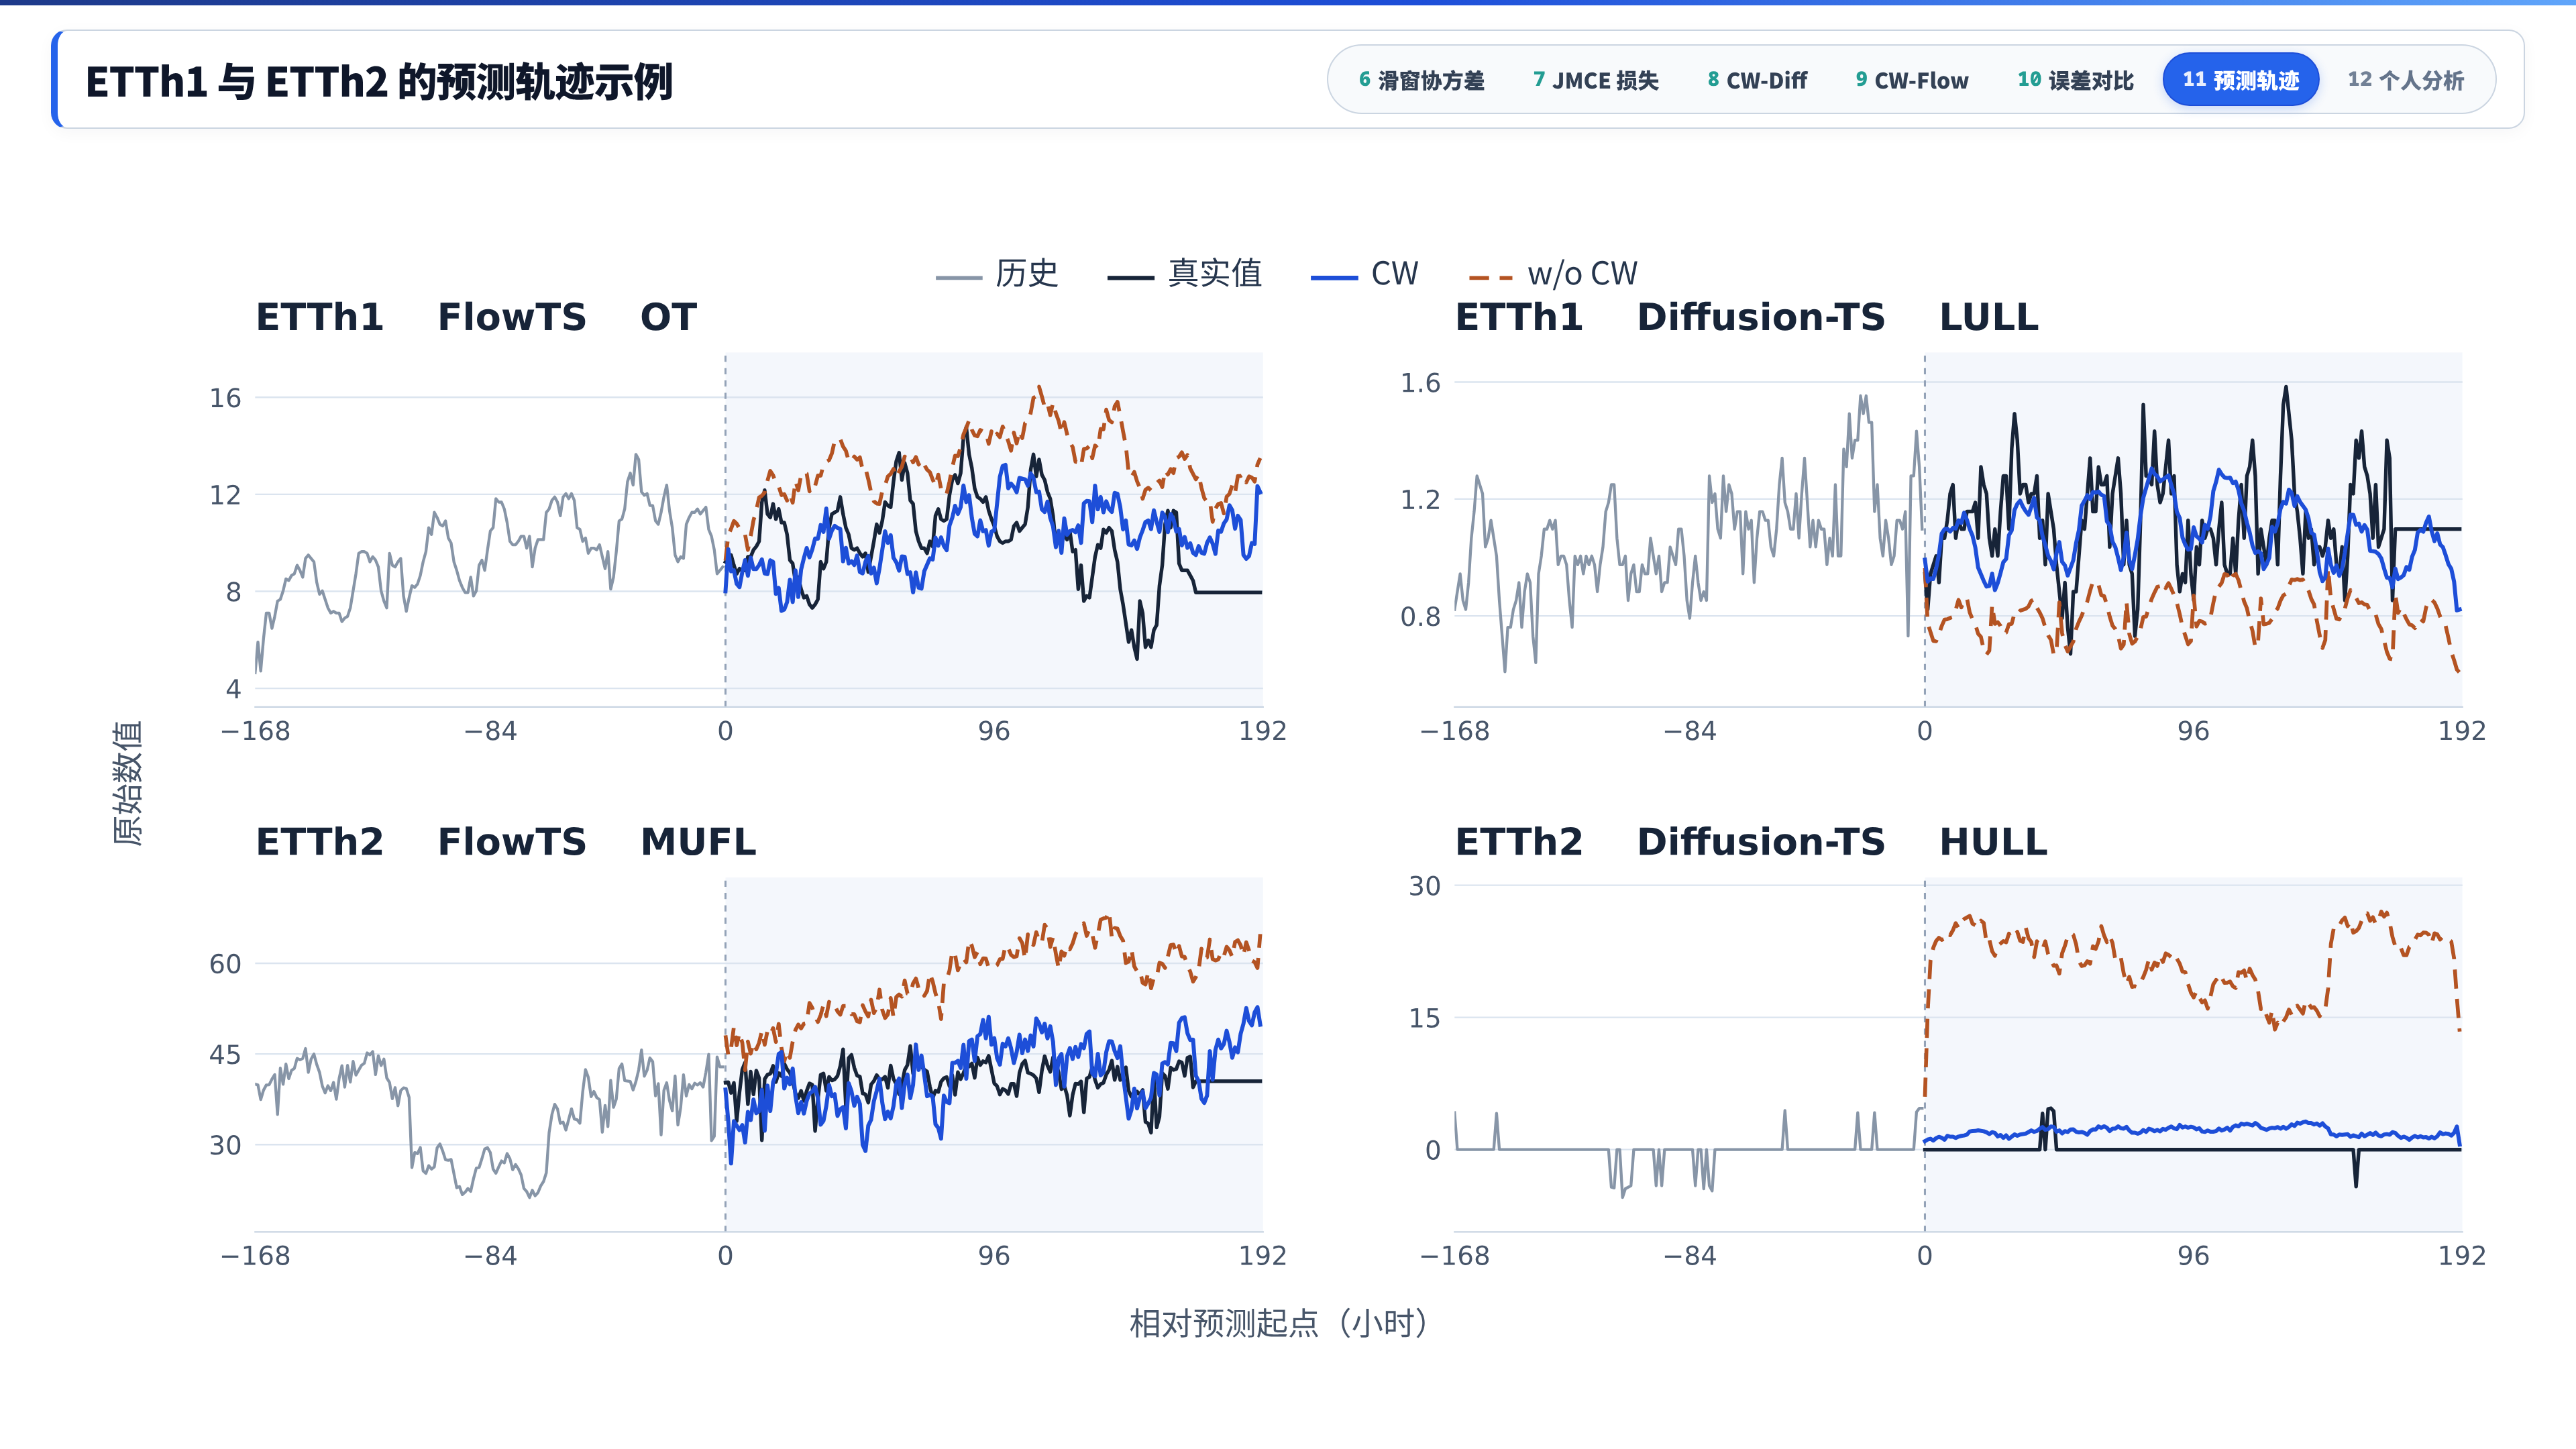 ETTh1 与 ETTh2 的预测轨迹示例
6 滑窗协方差 7 JMCE 损失 8 CW-Diff 9 CW-Flow 10 误差对比 11 预测轨迹 12 个人分析
历史 真实值 CW w/o CW
ETTh1 FlowTS OT
16
12
8
4
−168 −84 0 96 192
ETTh1 Diffusion-TS LULL
1.6
1.2
0.8
−168 −84 0 96 192
原始数值
ETTh2 FlowTS MUFL
60
45
30
−168 −84 0 96 192
ETTh2 Diffusion-TS HULL
30
15
0
−168 −84 0 96 192
相对预测起点（小时）